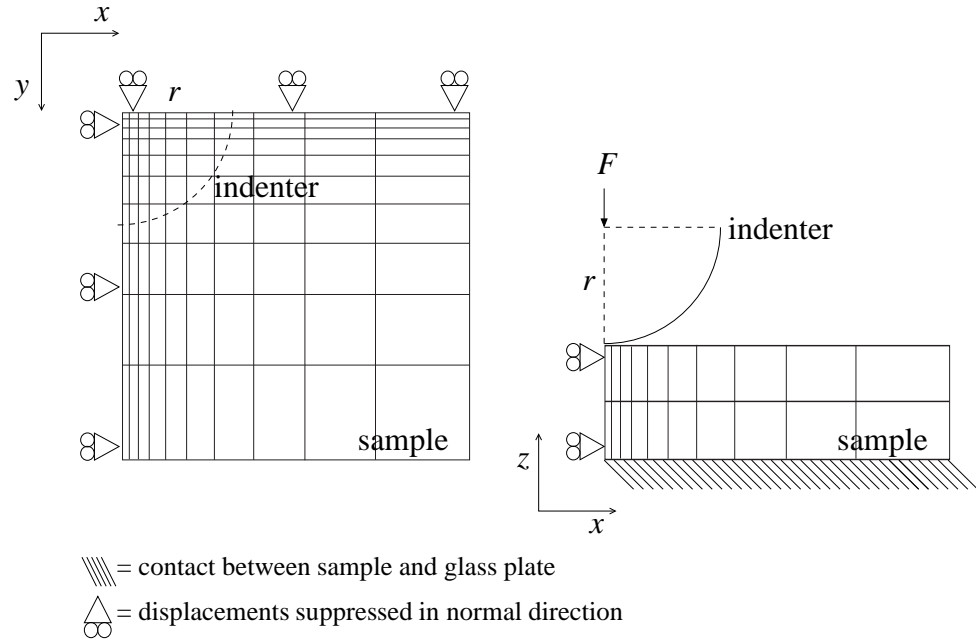 x
y
r
indenter
sample
F
indenter
r
sample
z
x
= contact between sample and glass plate
= displacements suppressed in normal direction